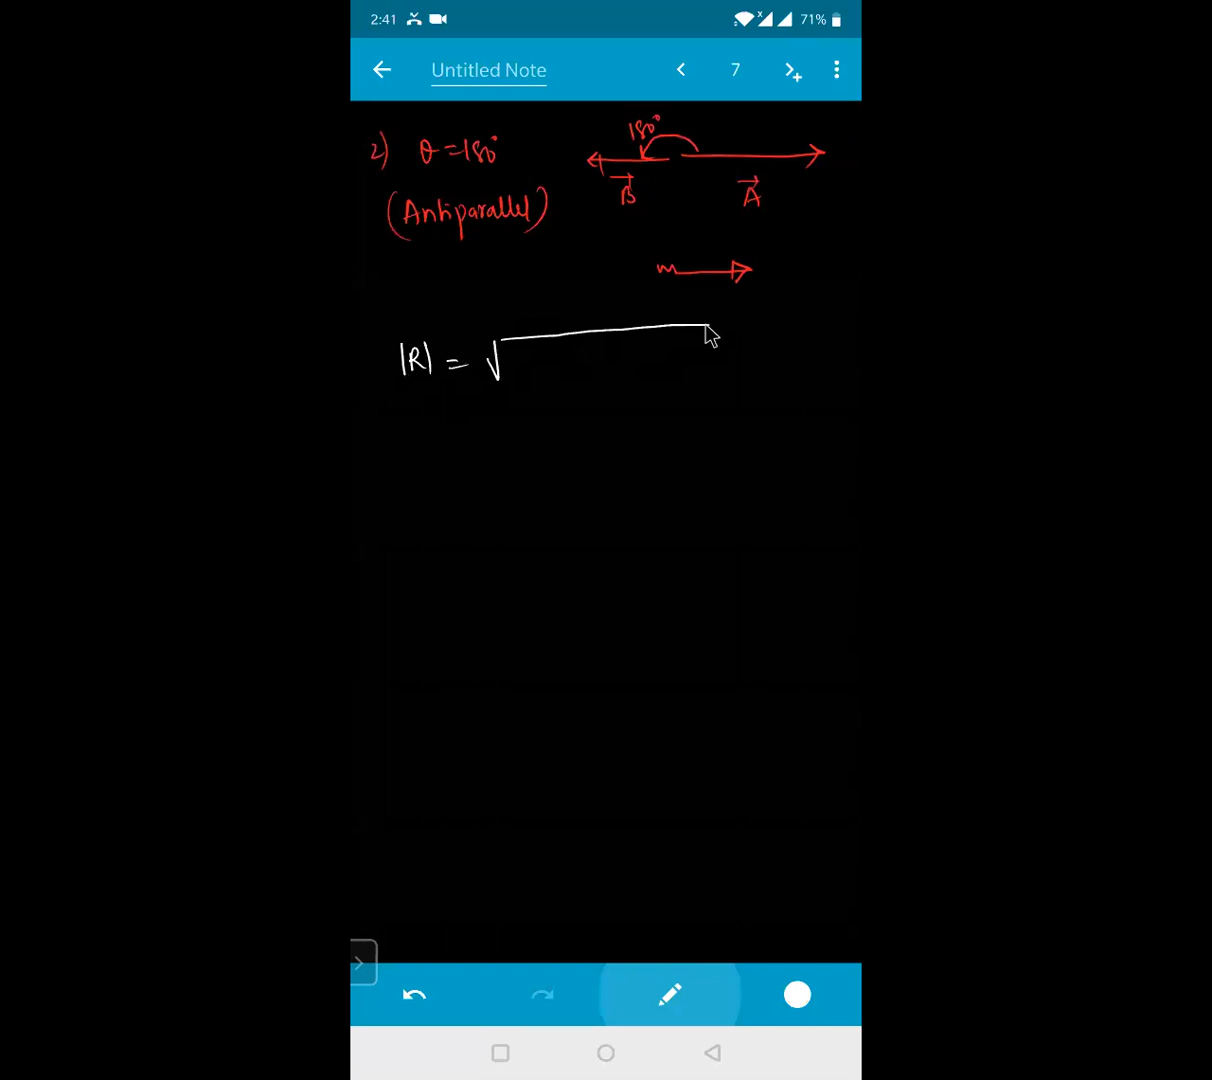 2:41 71%
Untitled Note 7
2) θ = 180° 180°
B⃗ A⃗
(Antiparallel)
|R| = √